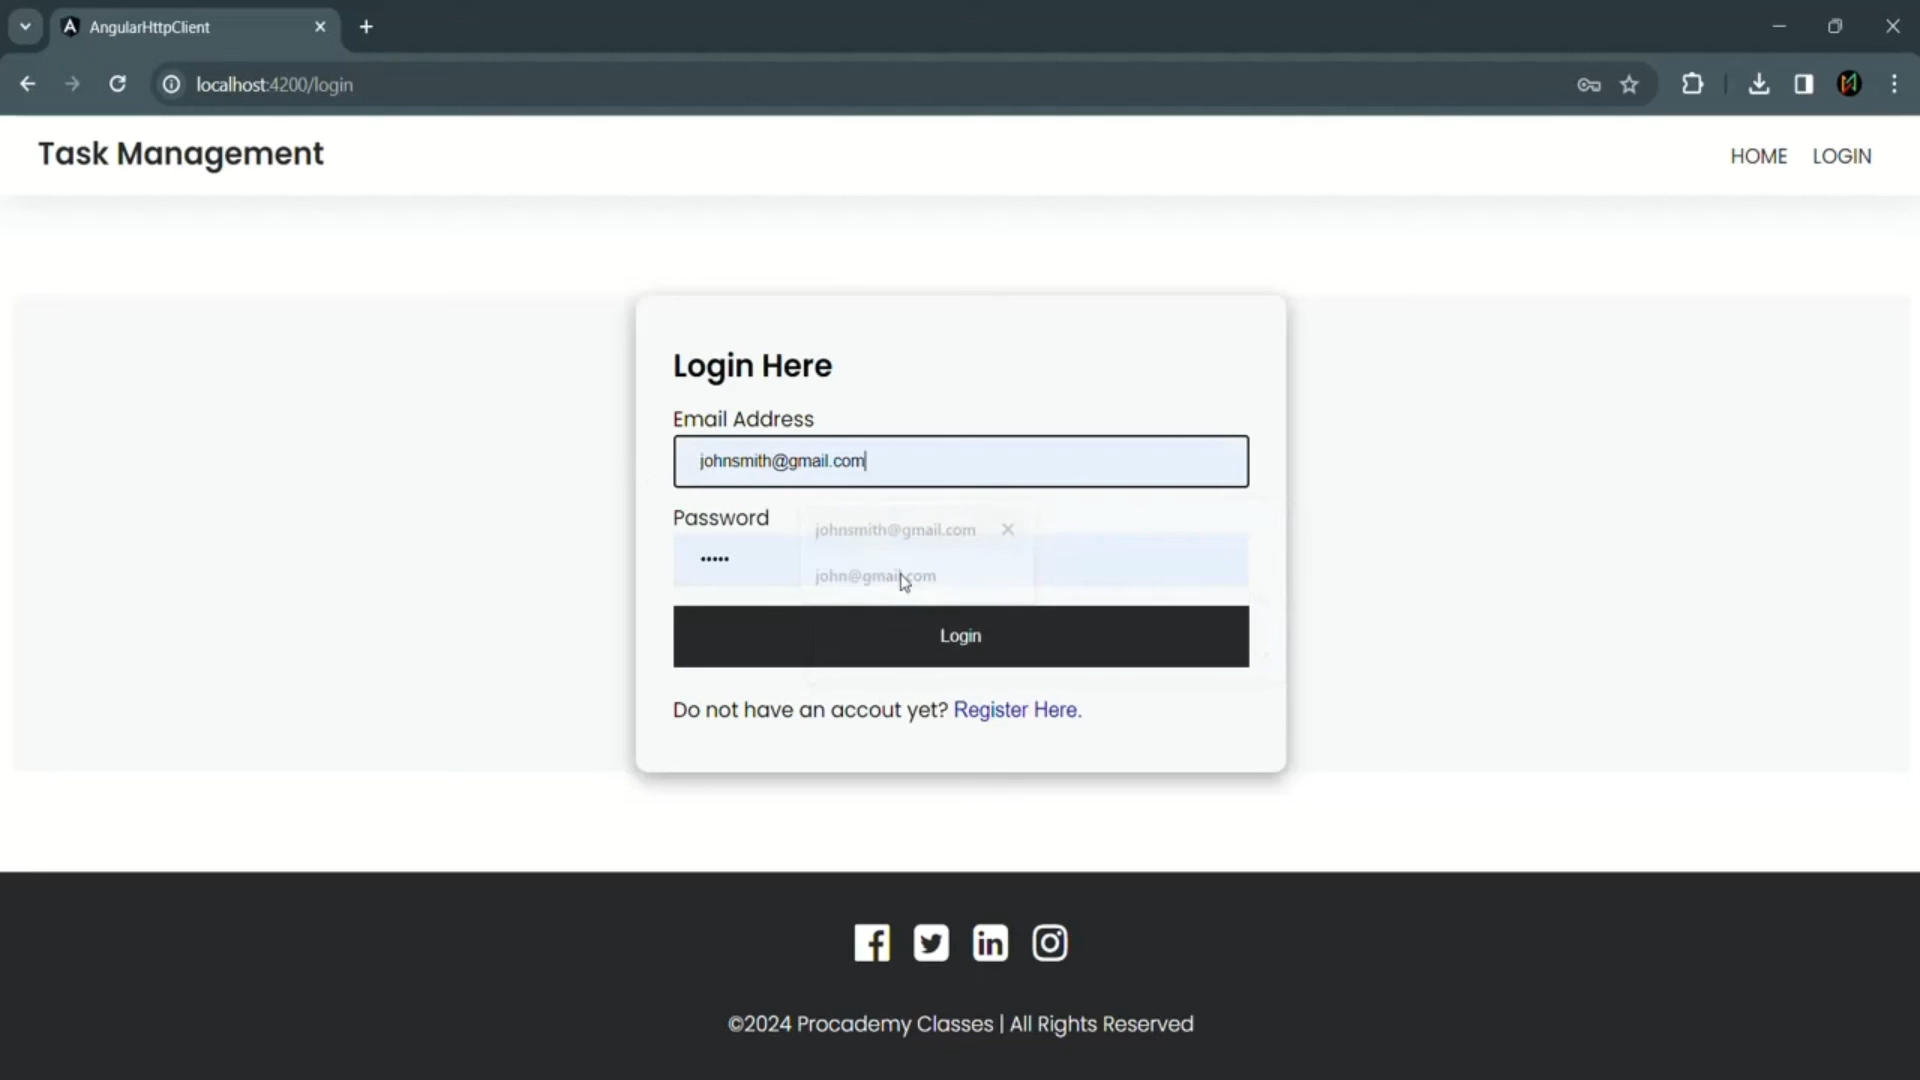 AngularHttpClient
localhost:4200/login
Task Management
HOME LOGIN
Login Here
Email Address
johnsmith@gmail.com
Password
johnsmith@gmail.com
•••••
john@gmail.com
Login
Do not have an accout yet? Register Here.
©2024 Procademy Classes | All Rights Reserved